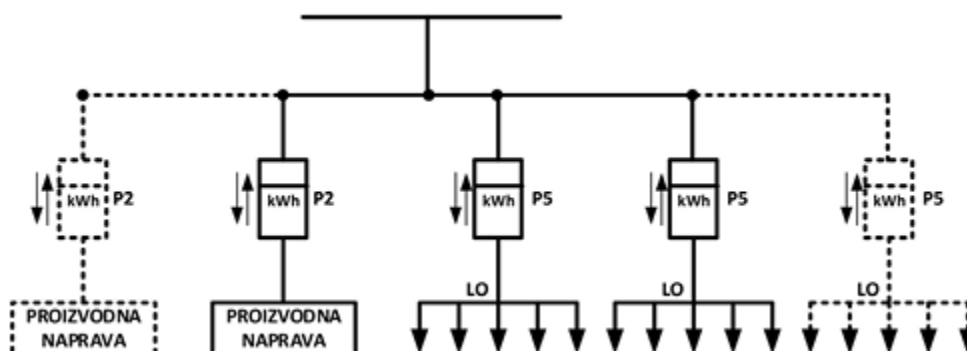 kWh P2
kWh P2
kWh P5
kWh P5
kWh P5
LO
LO
LO
PROIZVODNA
NAPRAVA
PROIZVODNA
NAPRAVA